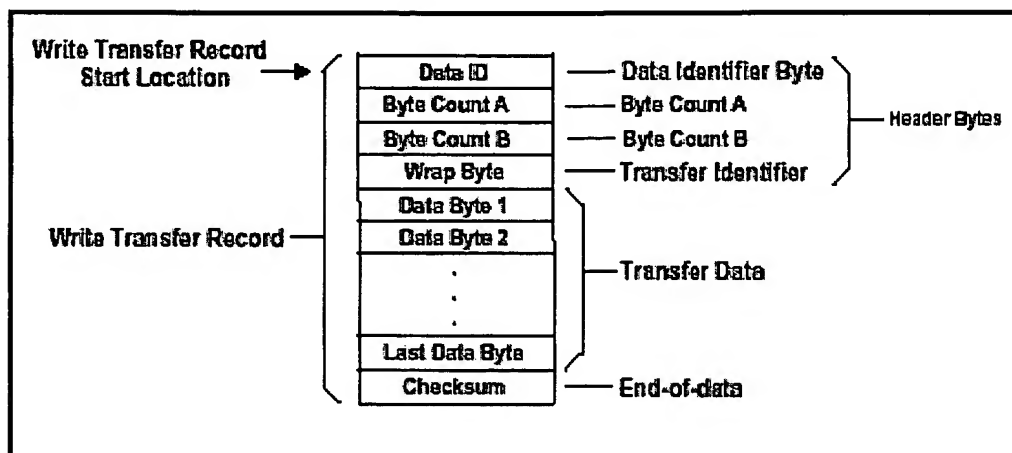 Write Transfer Record
Start Location
Data ID
Data Identifier Byte
Byte Count A
Byte Count A
Header Bytes
Byte Count B
Byte Count B
Wrap Byte
Transfer Identifier
Data Byte 1
Write Transfer Record
Data Byte 2
Transfer Data
.
.
.
Last Data Byte
Checksum
End-of-data